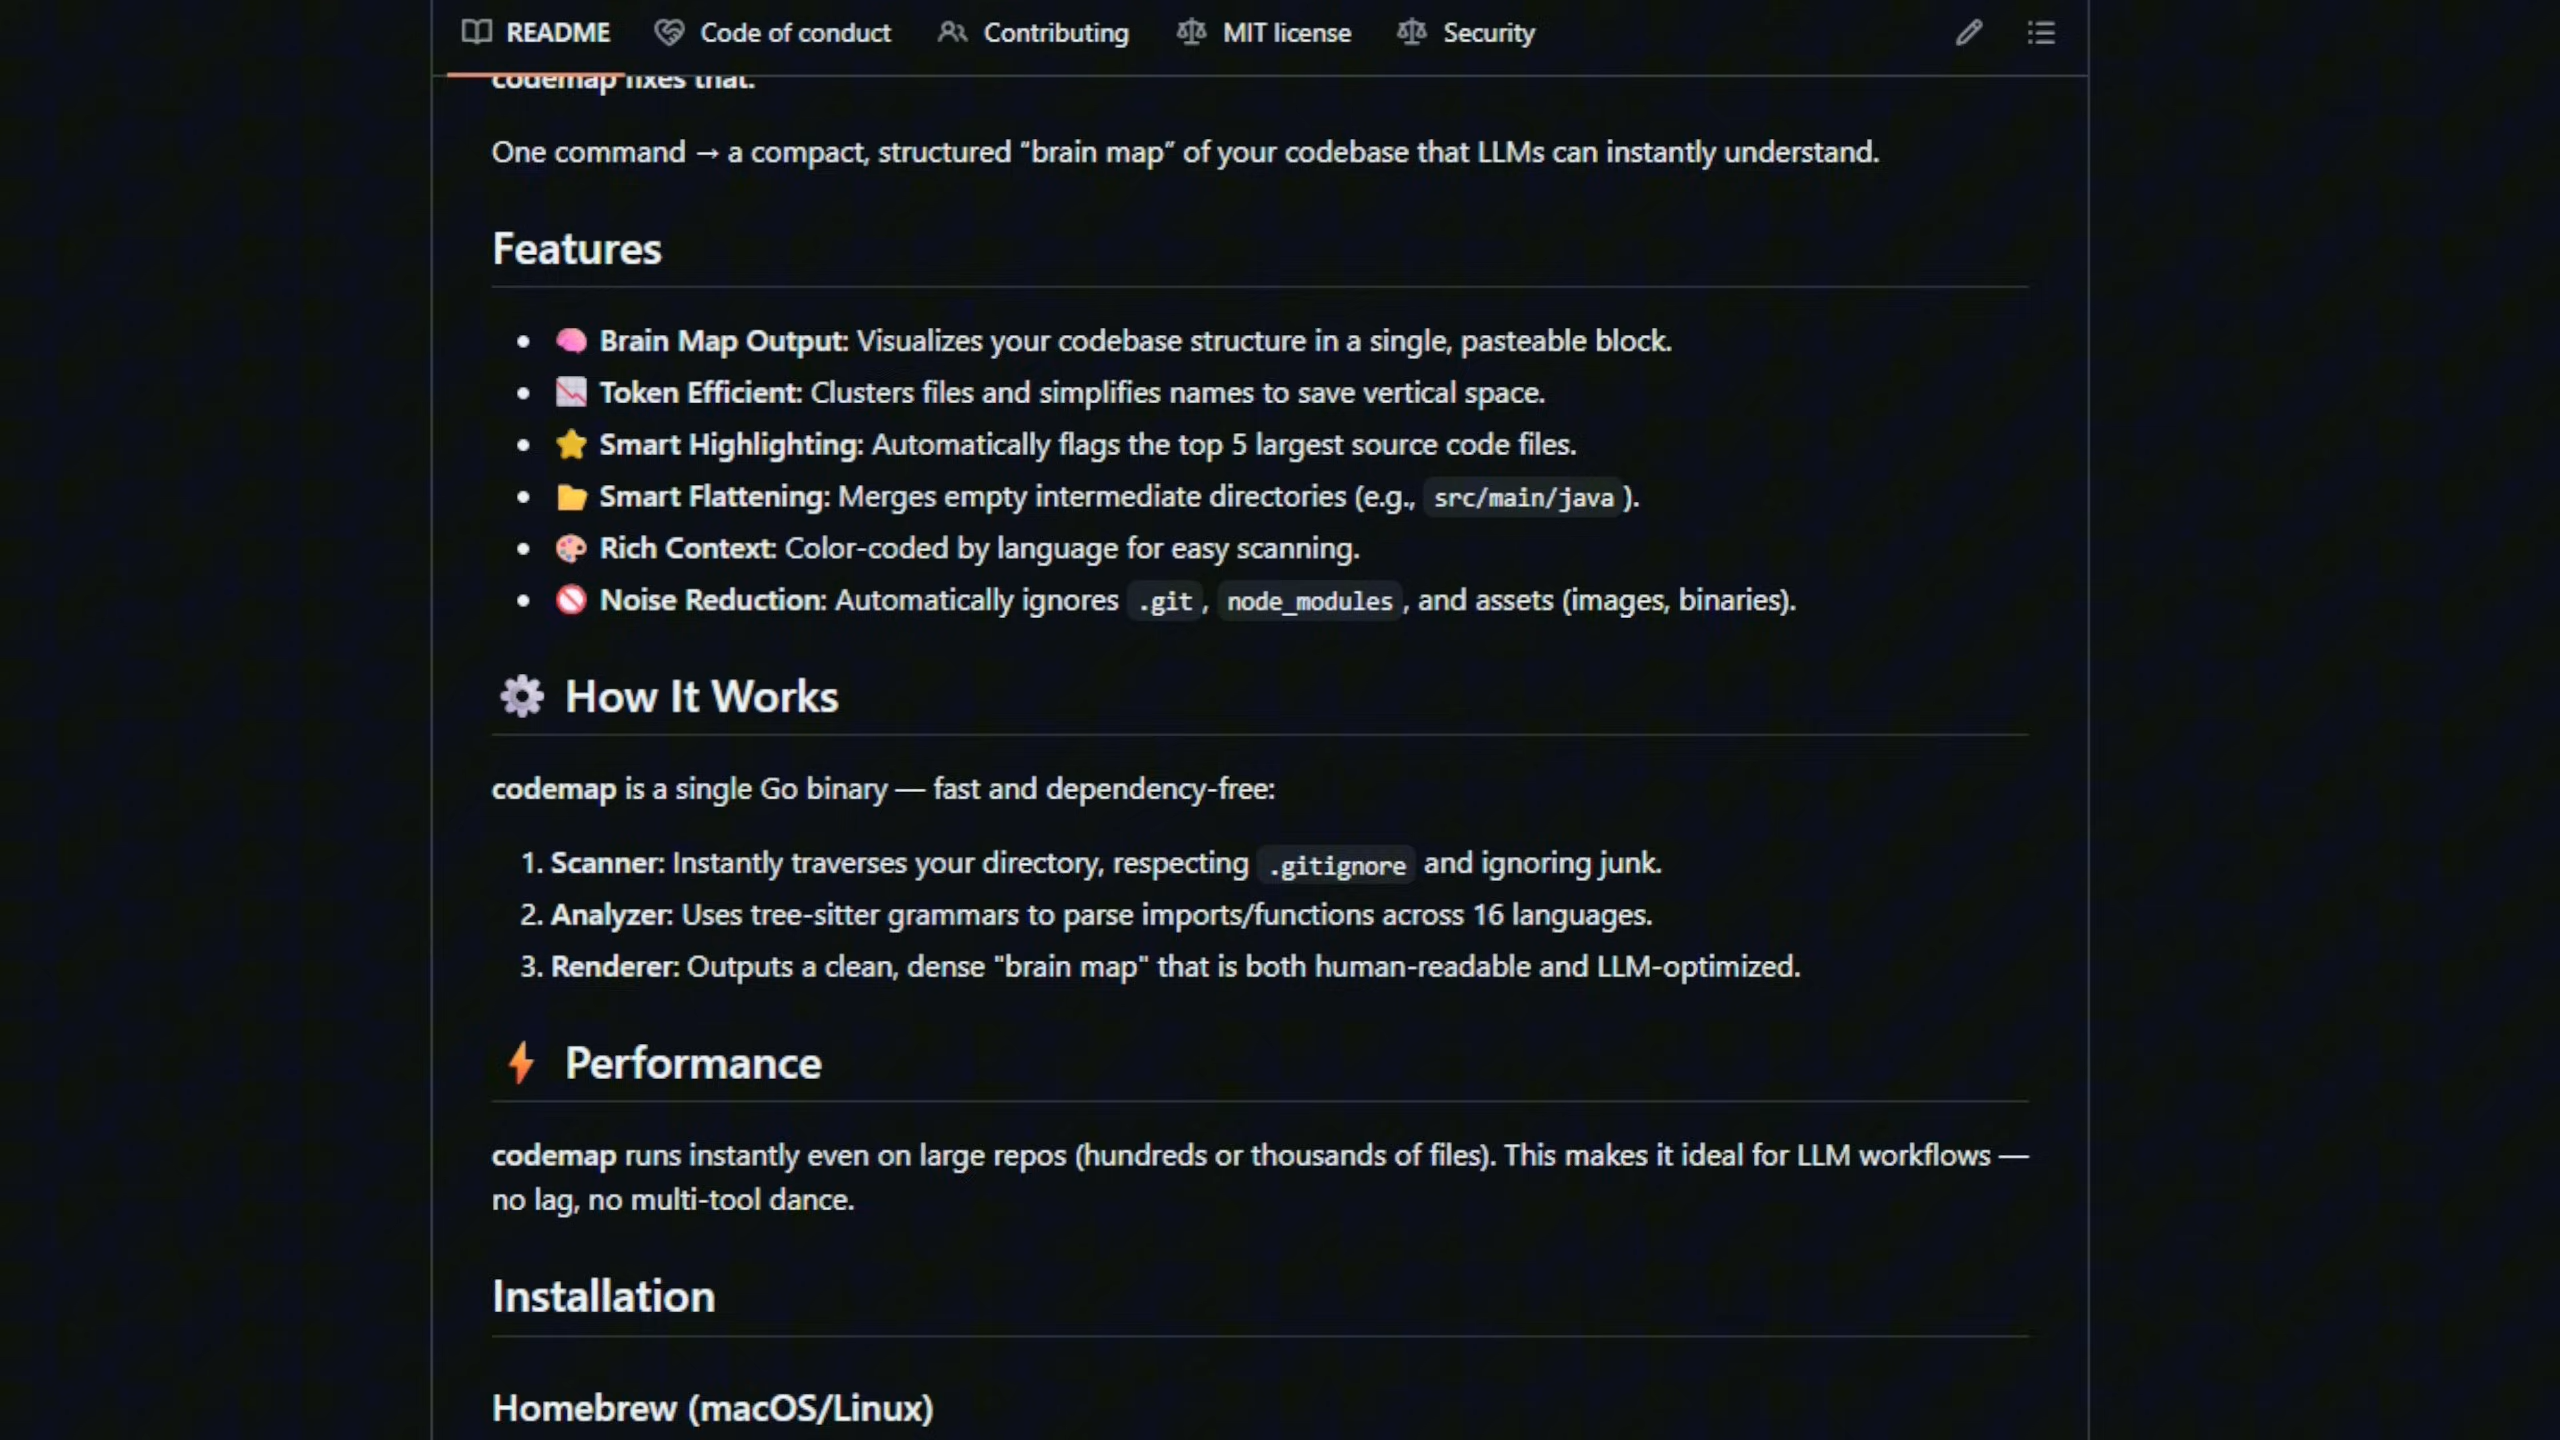 README Code of conduct Contributing MIT license Security
codemap fixes that.
One command → a compact, structured “brain map” of your codebase that LLMs can instantly understand.
Features
• 🧠 Brain Map Output: Visualizes your codebase structure in a single, pasteable block.
• 📉 Token Efficient: Clusters files and simplifies names to save vertical space.
• ⭐ Smart Highlighting: Automatically flags the top 5 largest source code files.
• 📂 Smart Flattening: Merges empty intermediate directories (e.g., src/main/java).
• 🎨 Rich Context: Color-coded by language for easy scanning.
• 🚫 Noise Reduction: Automatically ignores .git, node_modules, and assets (images, binaries).
⚙️ How It Works
codemap is a single Go binary — fast and dependency-free:
1. Scanner: Instantly traverses your directory, respecting .gitignore and ignoring junk.
2. Analyzer: Uses tree-sitter grammars to parse imports/functions across 16 languages.
3. Renderer: Outputs a clean, dense "brain map" that is both human-readable and LLM-optimized.
⚡ Performance
codemap runs instantly even on large repos (hundreds or thousands of files). This makes it ideal for LLM workflows —
no lag, no multi-tool dance.
Installation
Homebrew (macOS/Linux)